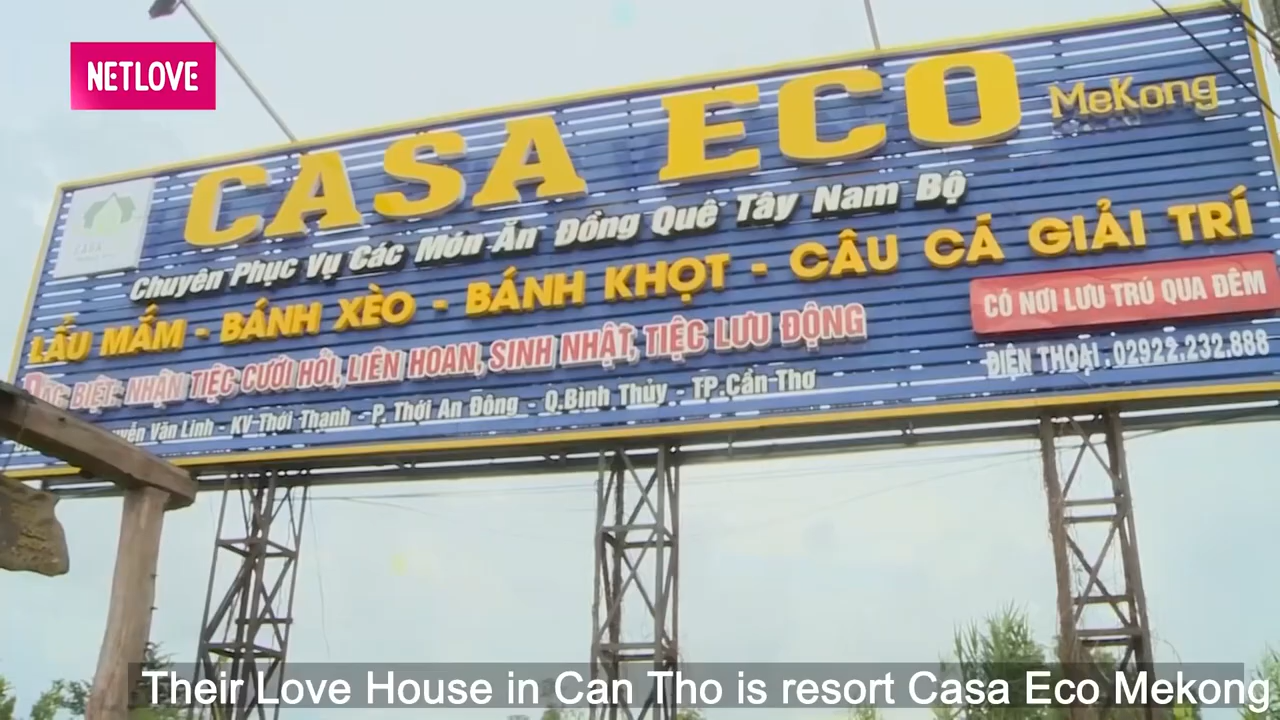 NETLOVE
CASA ECO MeKong
Chuyên Phục Vụ Các Món Ăn Đồng Quê Tây Nam Bộ
LẨU MẮM - BÁNH XÈO - BÁNH KHỌT - CÂU CÁ GIẢI TRÍ
CÓ NƠI LƯU TRÚ QUA ĐÊM
BIỆT: NHẬN TIỆC CƯỚI HỎI, LIÊN HOAN, SINH NHẬT, TIỆC LƯU ĐỘNG
ĐIỆN THOẠI . 02922.232.888
Văn Linh - KV Thới Thạnh - P. Thới An Đông - Q.Bình Thủy - TP.Cần Thơ
Their Love House in Can Tho is resort Casa Eco Mekong